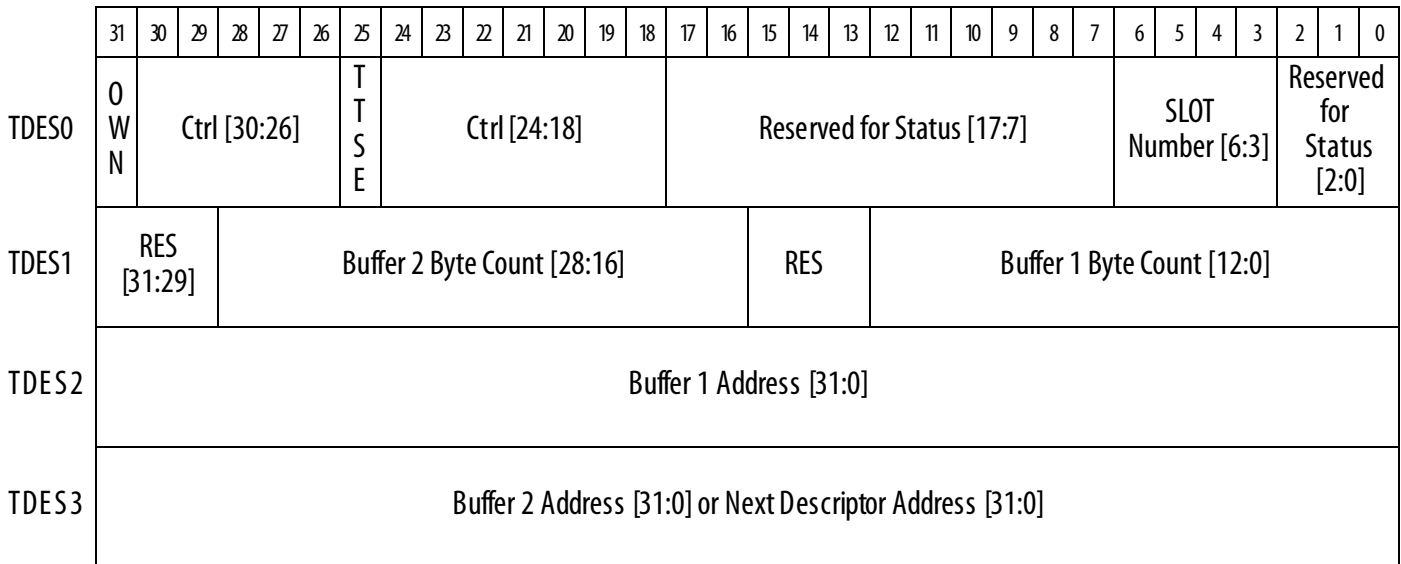 31 30 29 28 27 26 25 24 23 22 21 20 19 18 17 16 15 14 13 12 11 10 9 8 7 6 5 4 3 2 1 0
TDES0
O
W
N
Ctrl [30:26]
T
T
S
E
Ctrl [24:18]
Reserved for Status [17:7]
SLOT
Number [6:3]
Reserved
for
Status
[2:0]
TDES1
RES
[31:29]
Buffer 2 Byte Count [28:16]
RES
Buffer 1 Byte Count [12:0]
TDES2
Buffer 1 Address [31:0]
TDES3
Buffer 2 Address [31:0] or Next Descriptor Address [31:0]